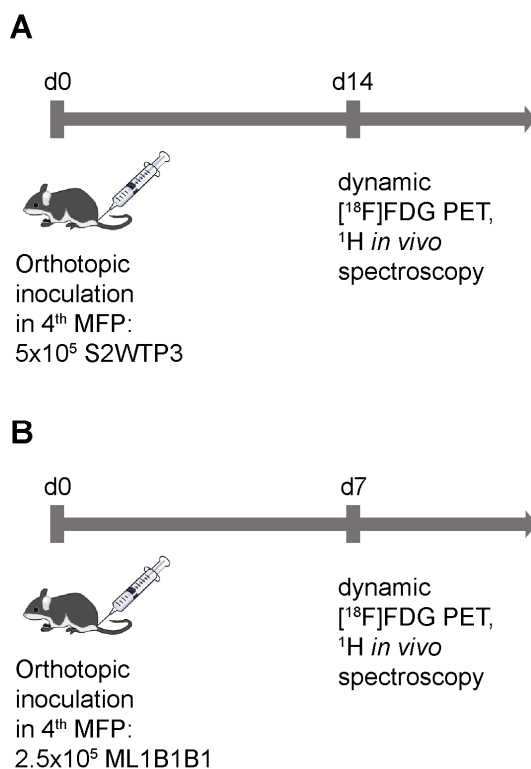 A
d0
d14
Orthotopic
inoculation
in 4th MFP:
5x10⁵ S2WTP3
dynamic
[¹⁸F]FDG PET,
¹H in vivo
spectroscopy
B
d0
d7
Orthotopic
inoculation
in 4th MFP:
2.5x10⁵ ML1B1B1
dynamic
[¹⁸F]FDG PET,
¹H in vivo
spectroscopy